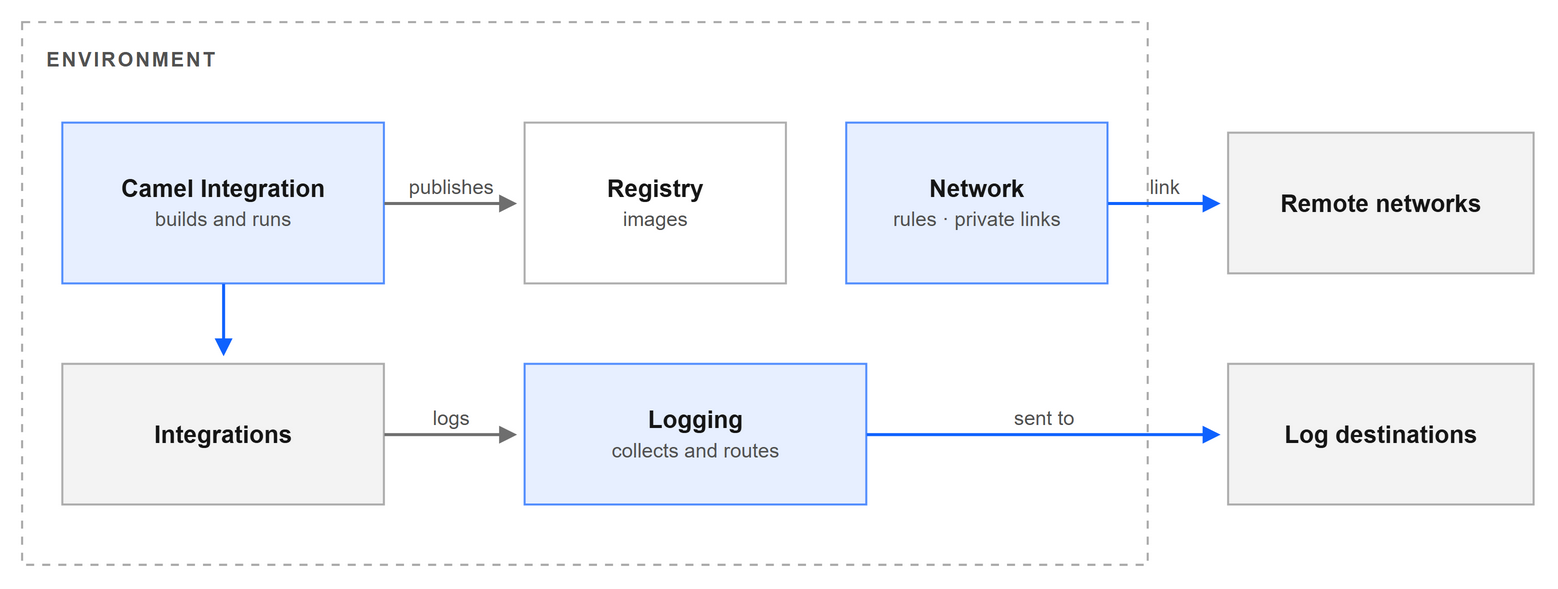 ENVIRONMENT
Camel Integration
builds and runs
publishes
Registry
images
Network
rules · private links
link
Remote networks
Integrations
logs
Logging
collects and routes
sent to
Log destinations